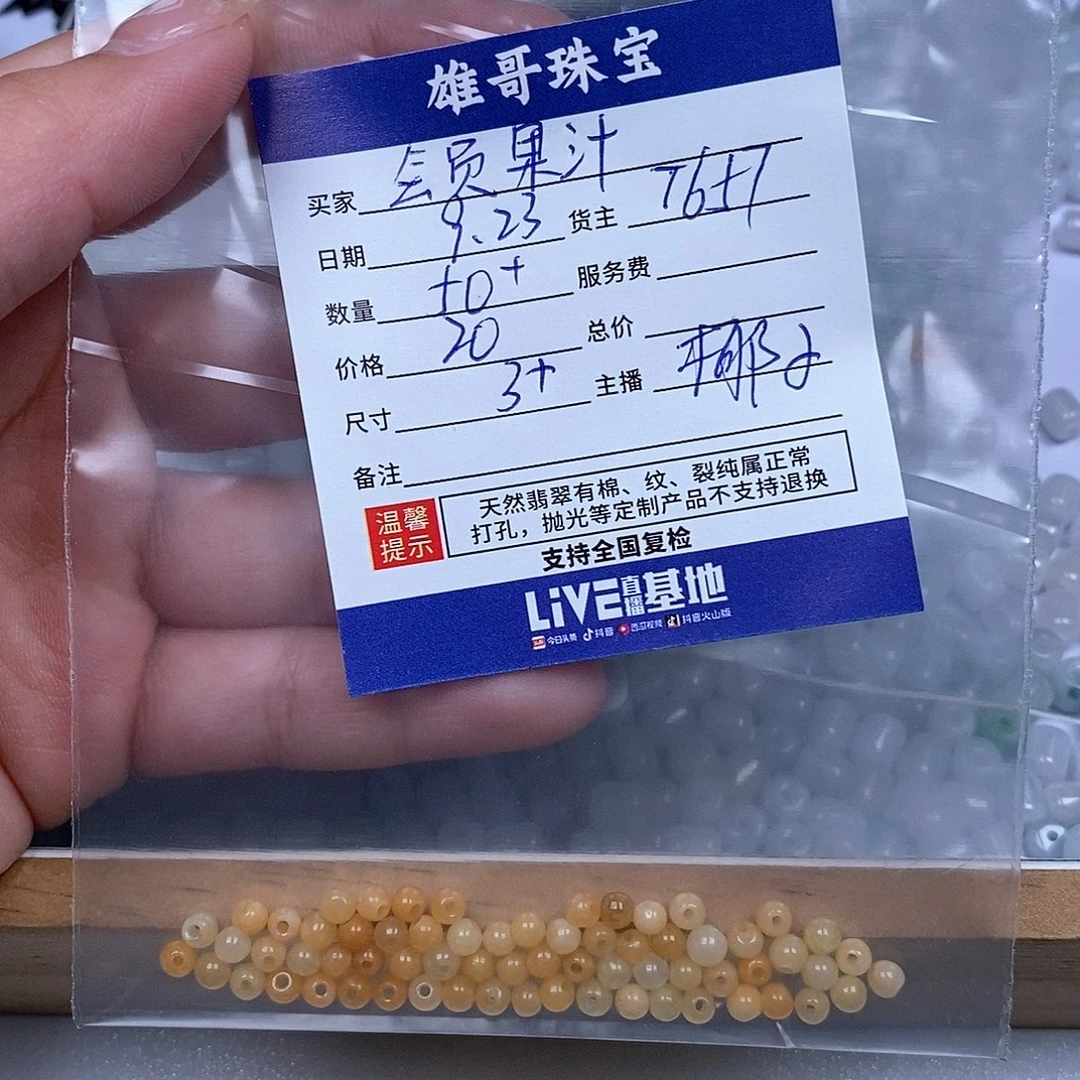 雄哥珠宝
买家 会员果汁
日期 9.23 货主
数量 服务费
价格 20 总价
尺寸 3+ 主播 椰子
备注
温馨提示 天然翡翠有棉、纹、裂纯属正常
打孔，抛光等定制产品不支持退换
支持全国复检
LiVE直播基地
今日头条 抖音 西瓜视频 抖音火山版